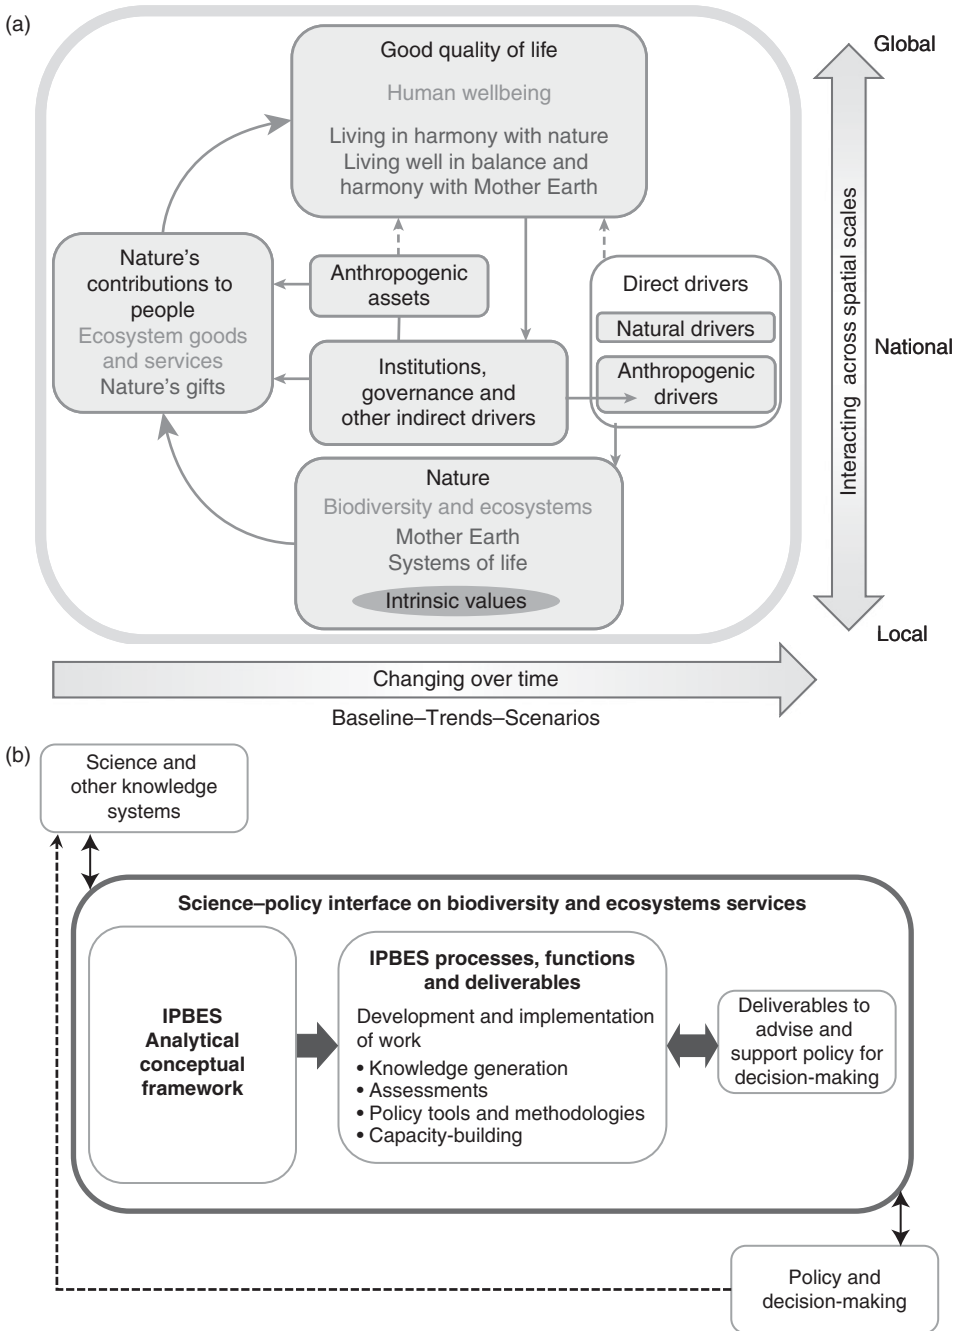 (a)
Good quality of life
Human wellbeing
Living in harmony with nature
Living well in balance and
harmony with Mother Earth
Global
Nature’s
contributions to
people
Ecosystem goods
and services
Nature’s gifts
Anthropogenic
assets
Institutions,
governance and
other indirect drivers
Direct drivers
Natural drivers
Anthropogenic
drivers
Interacting across spatial scales
National
Nature
Biodiversity and ecosystems
Mother Earth
Systems of life
Intrinsic values
Local
Changing over time
Baseline–Trends–Scenarios
(b)
Science and
other knowledge
systems
Science–policy interface on biodiversity and ecosystems services
IPBES
Analytical
conceptual
framework
IPBES processes, functions
and deliverables
Development and implementation
of work
• Knowledge generation
• Assessments
• Policy tools and methodologies
• Capacity-building
Deliverables to
advise and
support policy for
decision-making
Policy and
decision-making